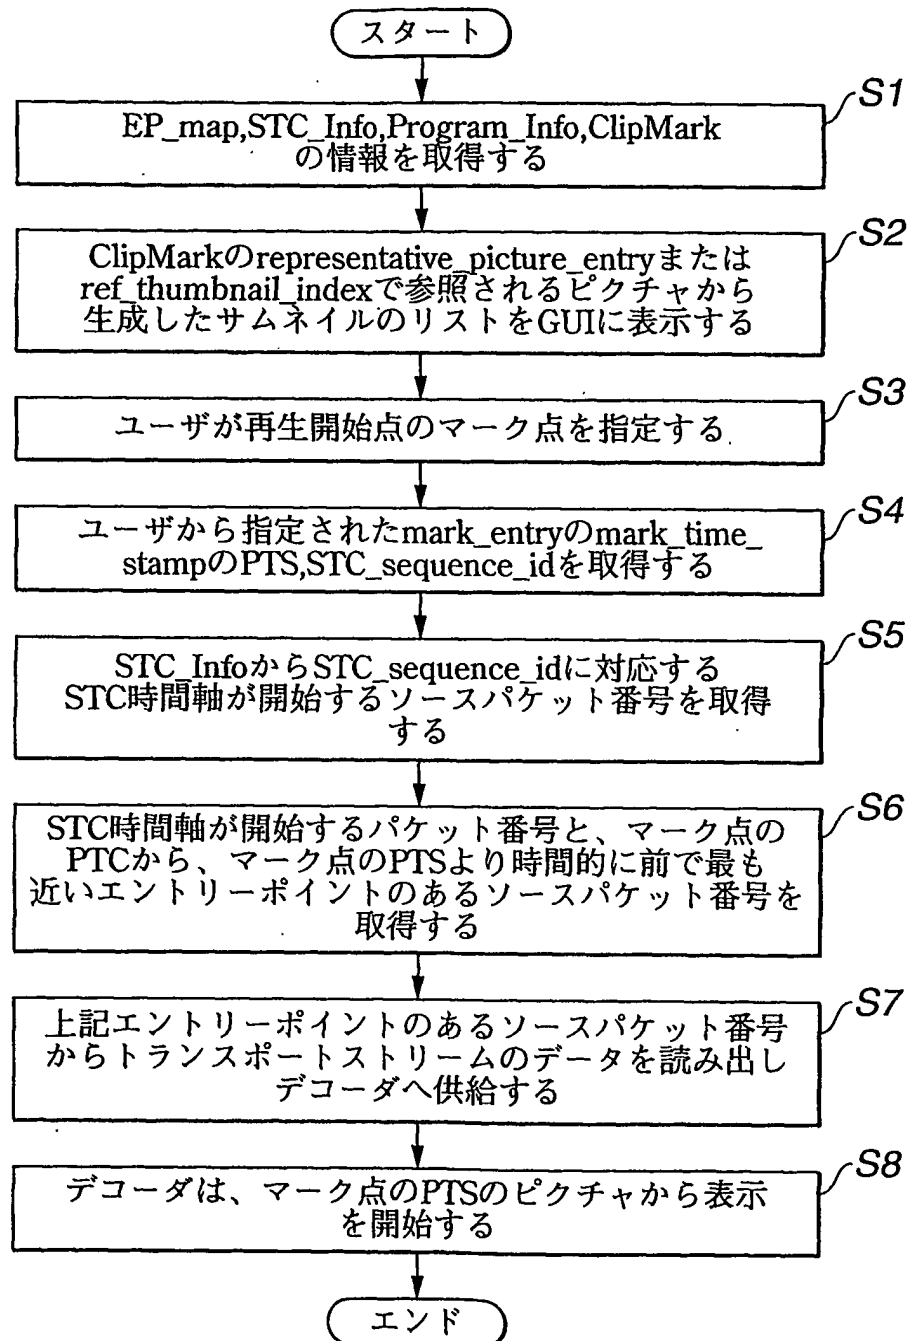 スタート
S1
EP_map,STC_Info,Program_Info,ClipMark
の情報を取得する
S2
ClipMarkのrepresentative_picture_entryまたは
ref_thumbnail_indexで参照されるピクチャから
生成したサムネイルのリストをGUIに表示する
S3
ユーザが再生開始点のマーク点を指定する
S4
ユーザから指定されたmark_entryのmark_time_
stampのPTS,STC_sequence_idを取得する
S5
STC_InfoからSTC_sequence_idに対応する
STC時間軸が開始するソースパケット番号を取得
する
S6
STC時間軸が開始するパケット番号と、マーク点の
PTCから、マーク点のPTSより時間的に前で最も
近いエントリーポイントのあるソースパケット番号を
取得する
S7
上記エントリーポイントのあるソースパケット番号
からトランスポートストリームのデータを読み出し
デコーダへ供給する
S8
デコーダは、マーク点のPTSのピクチャから表示
を開始する
エンド